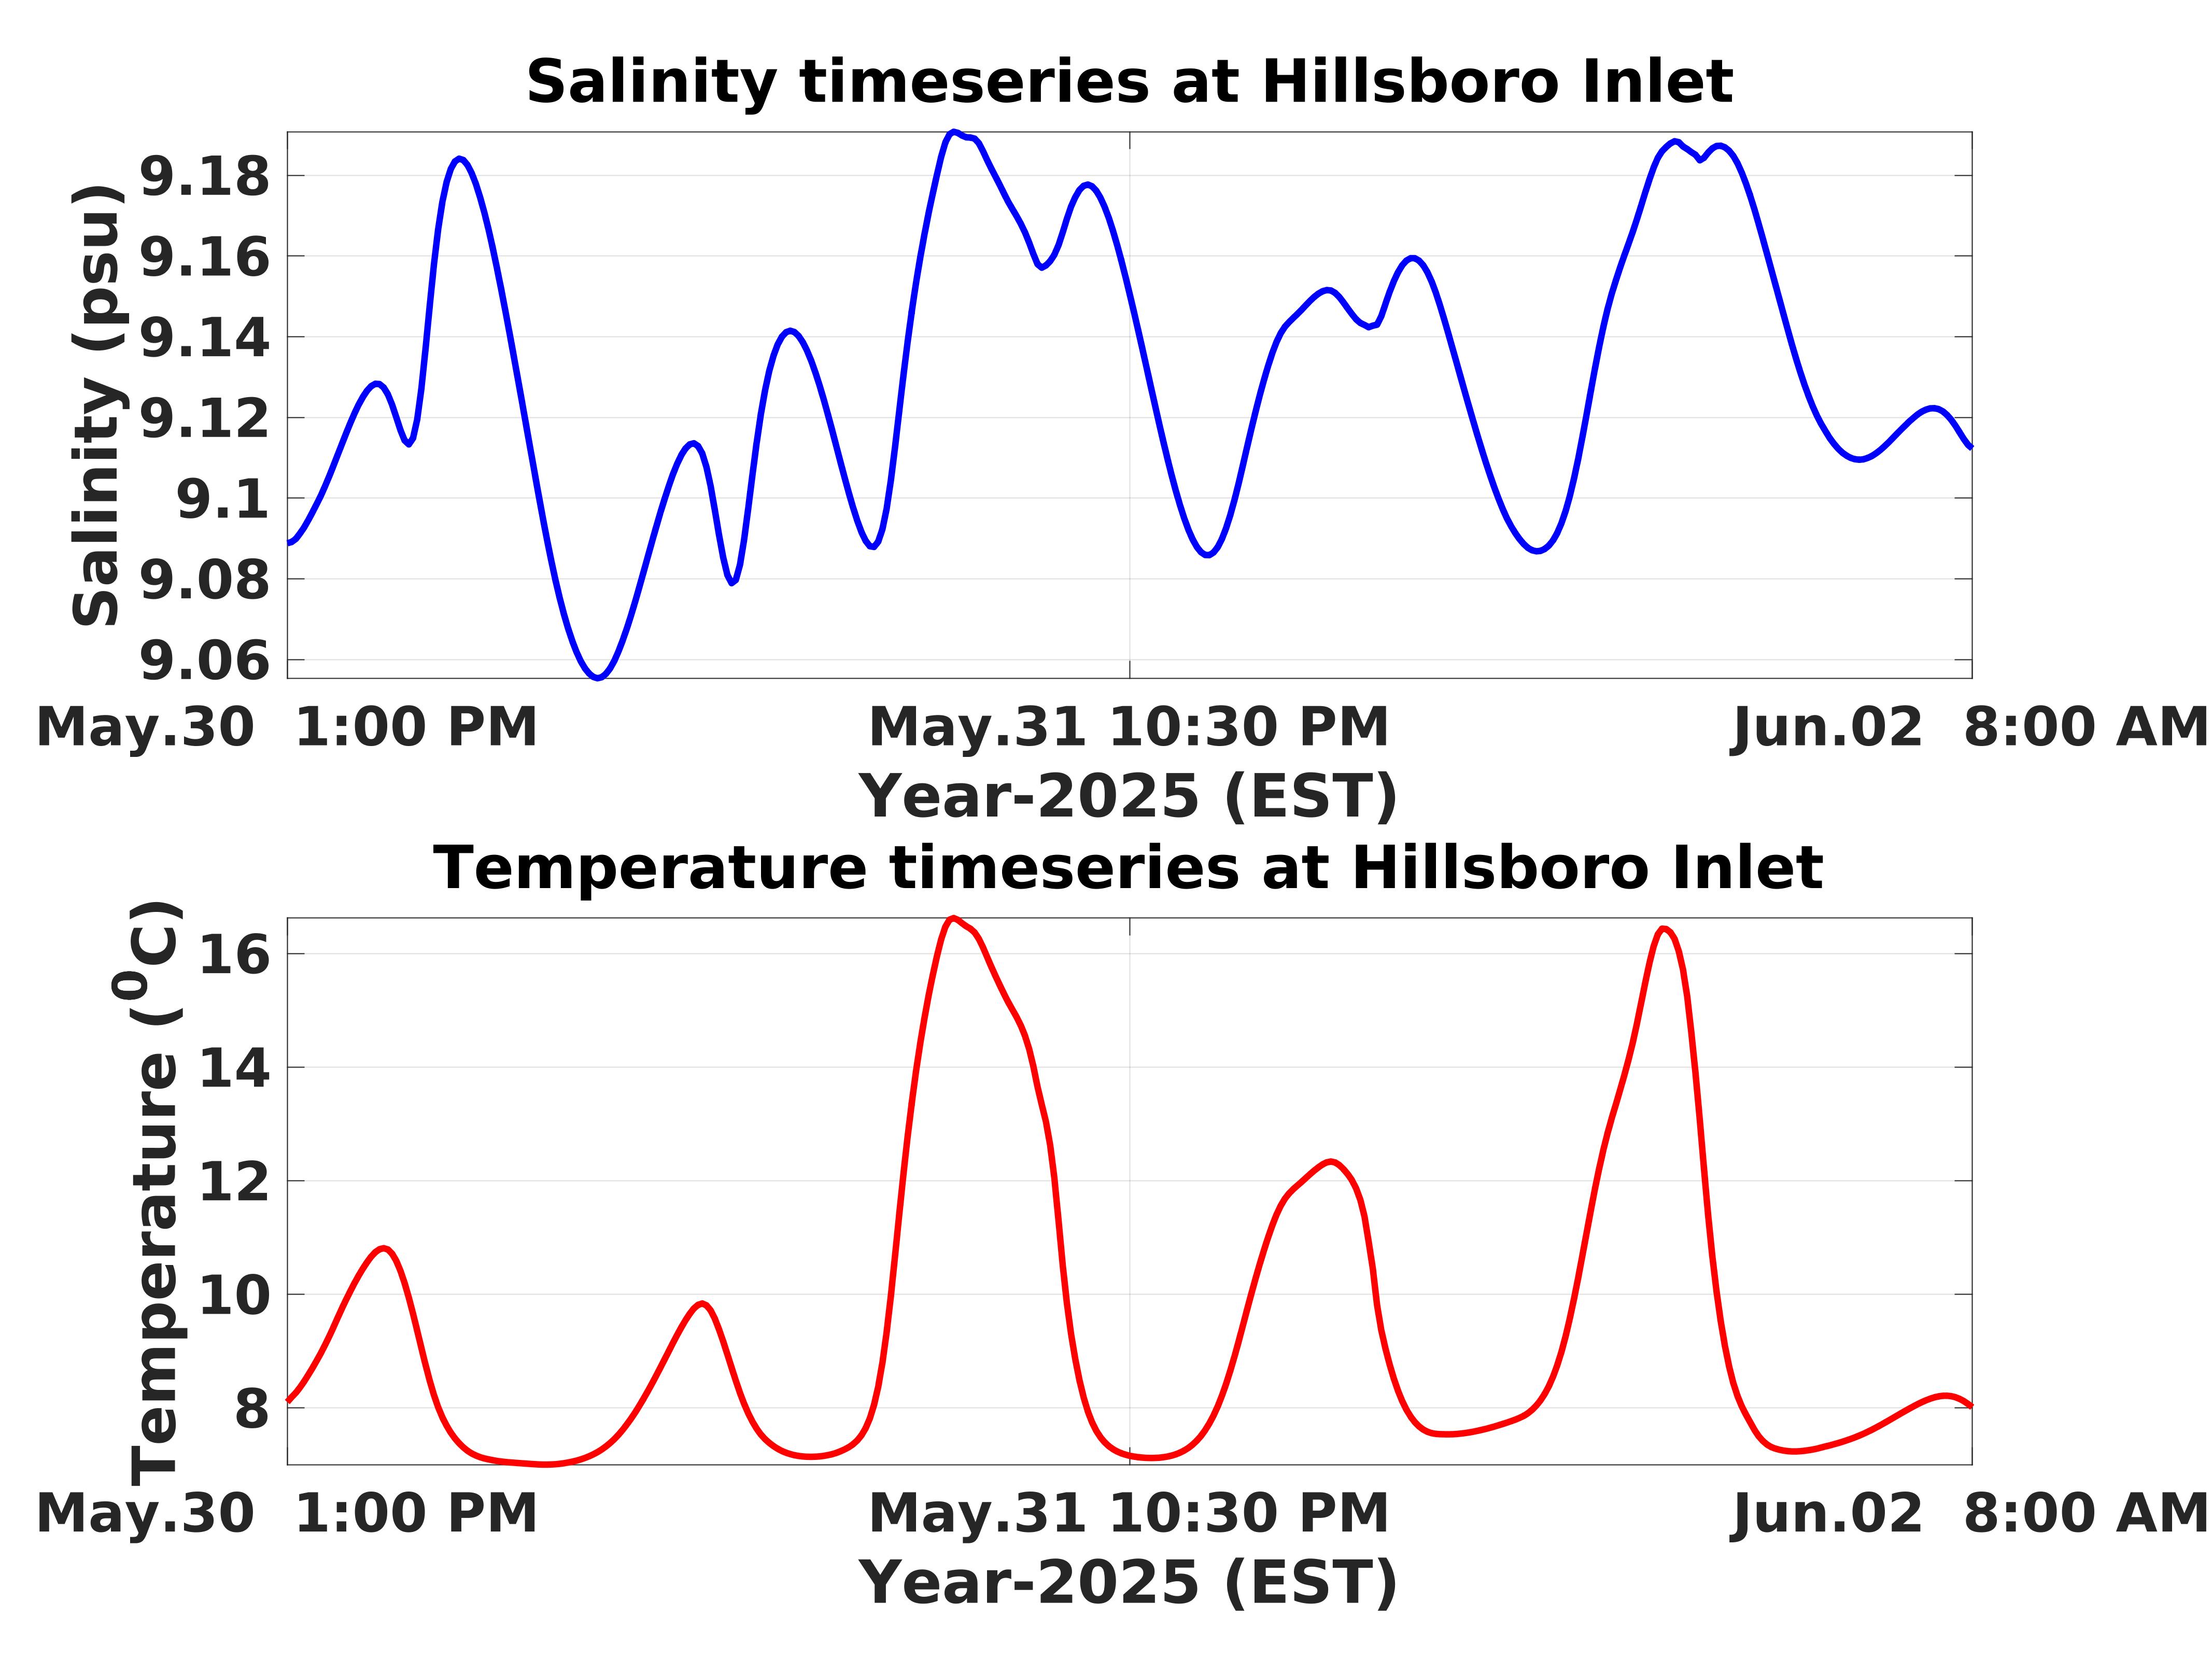 Salinity timeseries at Hillsboro Inlet
Salinity (psu)
9.18
9.16
9.14
9.12
9.1
9.08
9.06
May.30 1:00 PM
May.31 10:30 PM
Jun.02 8:00 AM
Year-2025 (EST)
Temperature timeseries at Hillsboro Inlet
Temperature (⁰C)
16
14
12
10
8
May.30 1:00 PM
May.31 10:30 PM
Jun.02 8:00 AM
Year-2025 (EST)